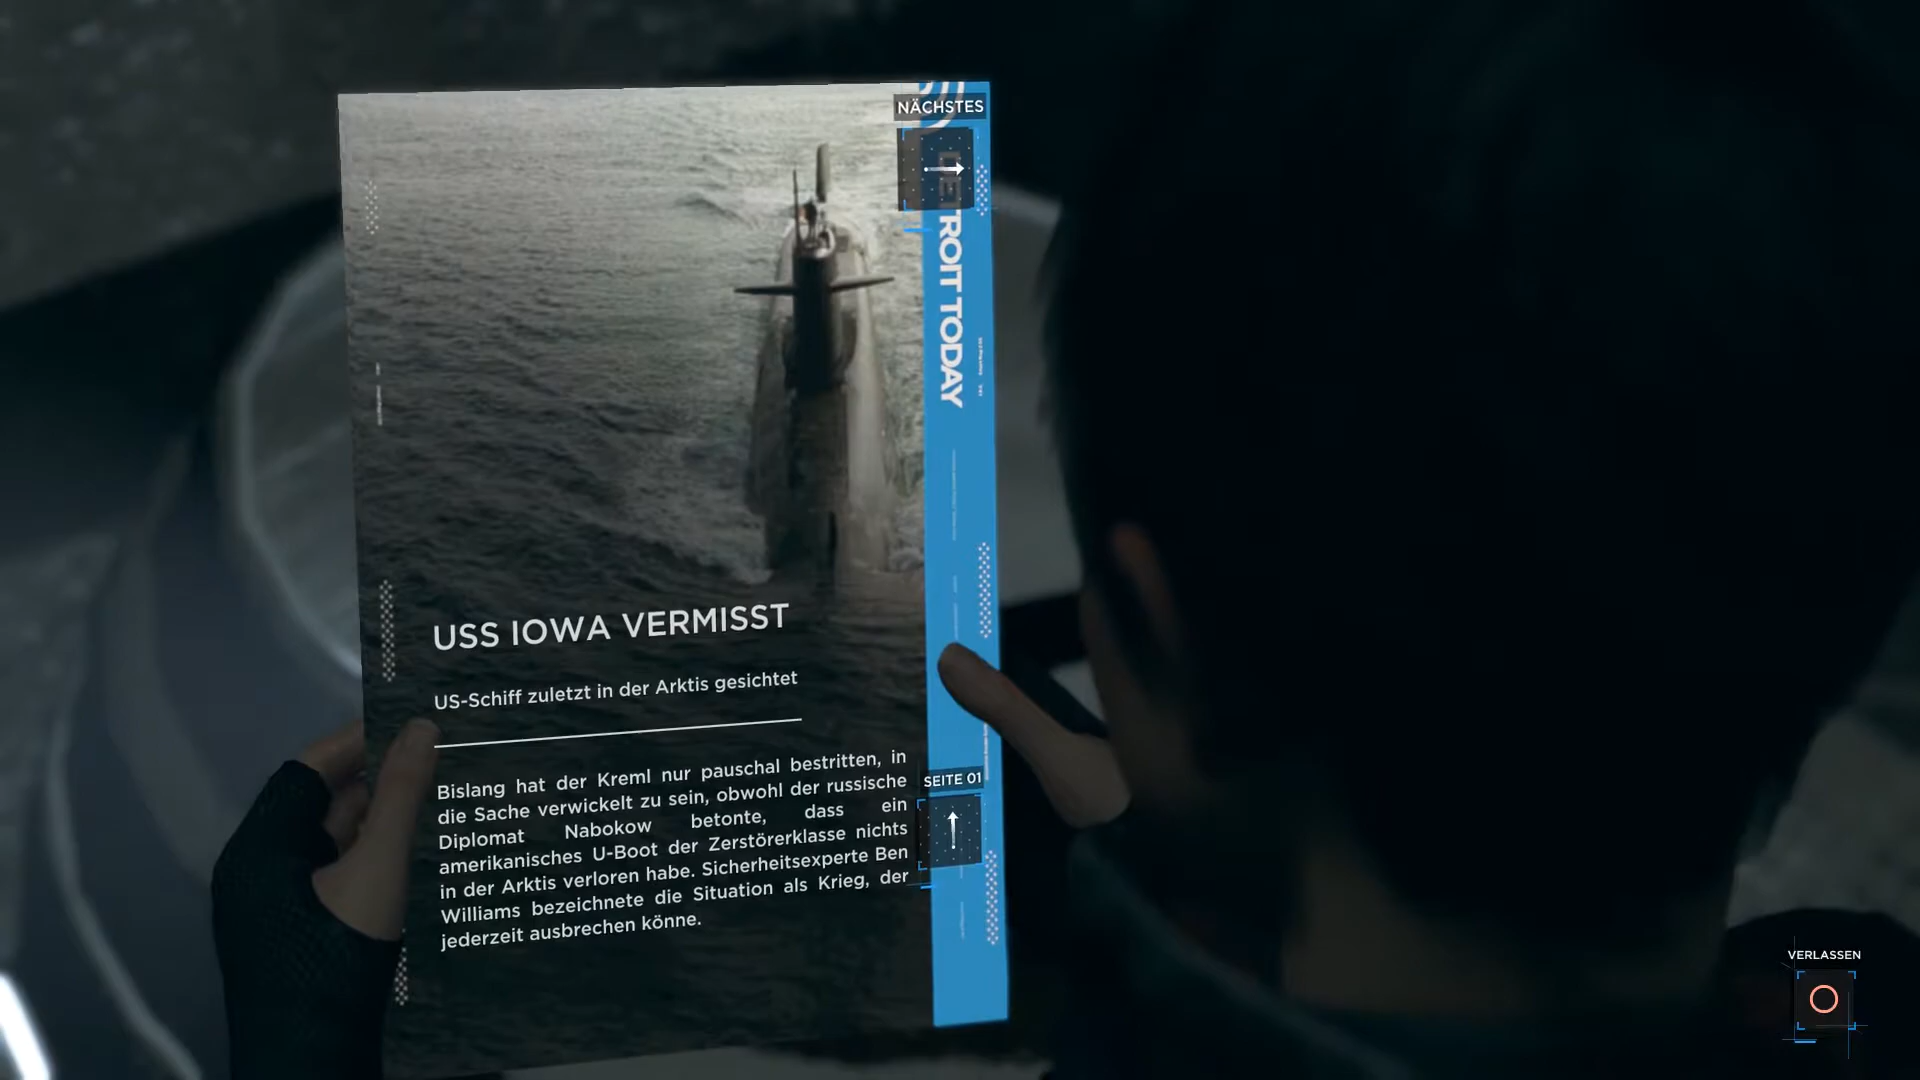 NÄCHSTES
DETROIT TODAY
USS IOWA VERMISST
US-Schiff zuletzt in der Arktis gesichtet
Bislang hat der Kreml nur pauschal bestritten, in
die Sache verwickelt zu sein, obwohl der russische
Diplomat Nabokow betonte, dass ein
amerikanisches U-Boot der Zerstörerklasse nichts
in der Arktis verloren habe. Sicherheitsexperte Ben
Williams bezeichnete die Situation als Krieg, der
jederzeit ausbrechen könne.
SEITE 01
VERLASSEN